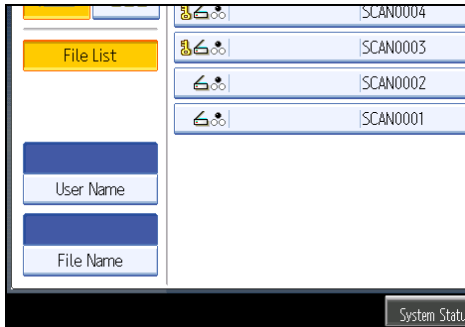 SCAN0004
File List
SCAN0003
SCAN0002
SCAN0001
User Name
File Name
System Statu